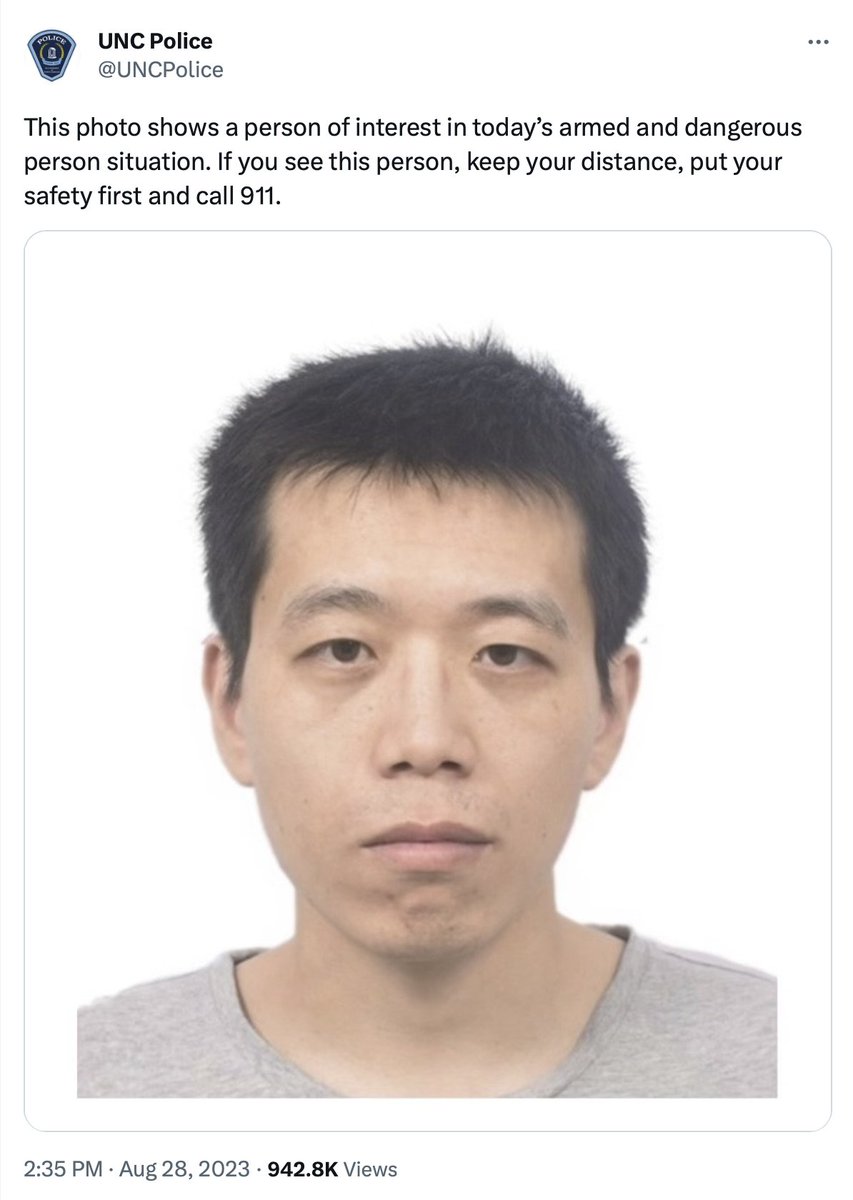 POLICE
UNC Police
@UNCPolice
This photo shows a person of interest in today’s armed and dangerous
person situation. If you see this person, keep your distance, put your
safety first and call 911.
2:35 PM · Aug 28, 2023 · 942.8K Views